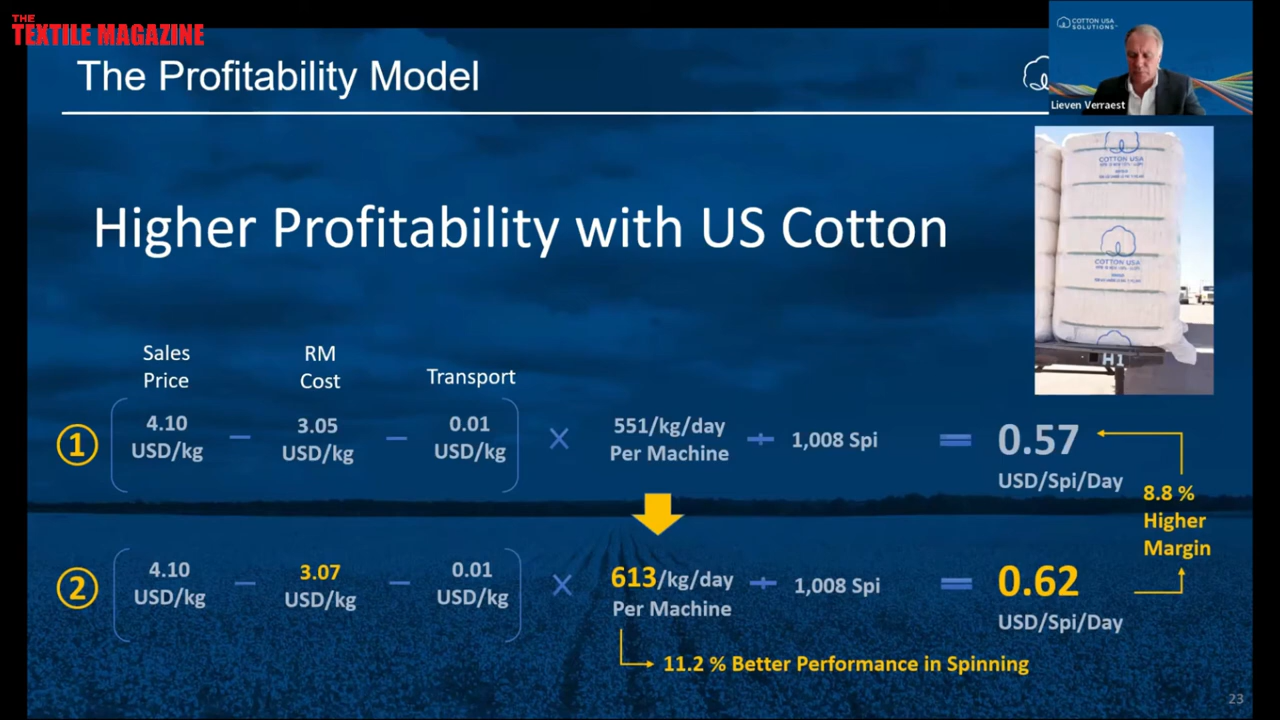 THE
TEXTILE MAGAZINE
The Profitability Model
COTTON USA
SOLUTIONS™
Lieven Verraest
COTTON USA
COTTON USA
H1
Higher Profitability with US Cotton
Sales
Price
RM
Cost
Transport
1
4.10
USD/kg
—
3.05
USD/kg
—
0.01
USD/kg
×
551/kg/day
Per Machine
÷
1,008 Spi
=
0.57
USD/Spi/Day
8.8 %
Higher
Margin
2
4.10
USD/kg
—
3.07
USD/kg
—
0.01
USD/kg
×
613/kg/day
Per Machine
÷
1,008 Spi
=
0.62
USD/Spi/Day
11.2 % Better Performance in Spinning
23